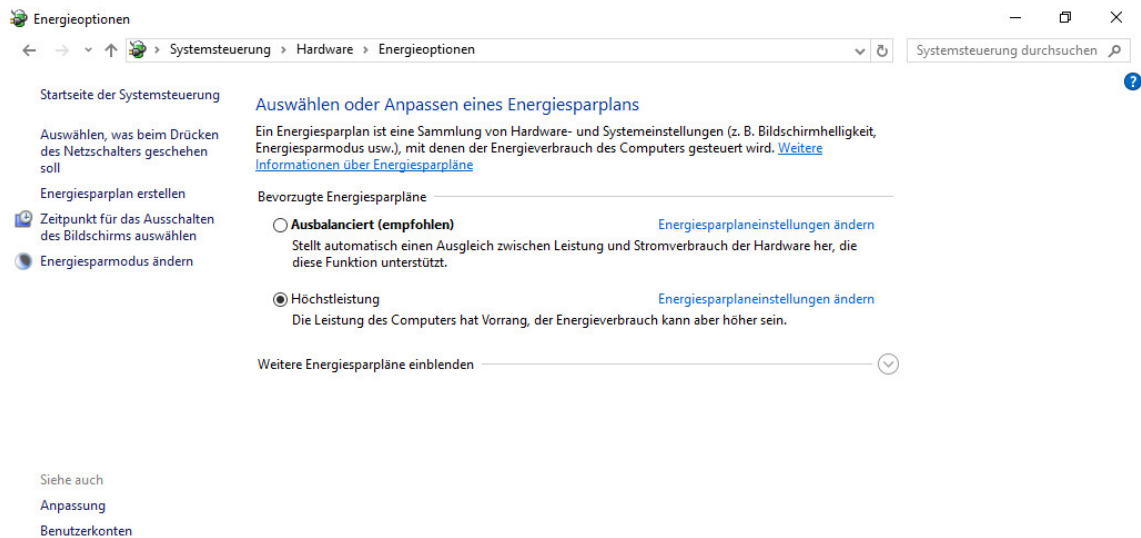 Energieoptionen
Systemsteuerung > Hardware > Energieoptionen
Systemsteuerung durchsuchen
Startseite der Systemsteuerung
Auswählen, was beim Drücken
des Netzschalters geschehen
soll
Energiesparplan erstellen
Zeitpunkt für das Ausschalten
des Bildschirms auswählen
Energiesparmodus ändern
Auswählen oder Anpassen eines Energiesparplans
Ein Energiesparplan ist eine Sammlung von Hardware- und Systemeinstellungen (z. B. Bildschirmhelligkeit,
Energiesparmodus usw.), mit denen der Energieverbrauch des Computers gesteuert wird. Weitere
Informationen über Energiesparpläne
Bevorzugte Energiesparpläne
Ausbalanciert (empfohlen) Energiesparplaneinstellungen ändern
Stellt automatisch einen Ausgleich zwischen Leistung und Stromverbrauch der Hardware her, die
diese Funktion unterstützt.
Höchstleistung Energiesparplaneinstellungen ändern
Die Leistung des Computers hat Vorrang, der Energieverbrauch kann aber höher sein.
Weitere Energiesparpläne einblenden
Siehe auch
Anpassung
Benutzerkonten